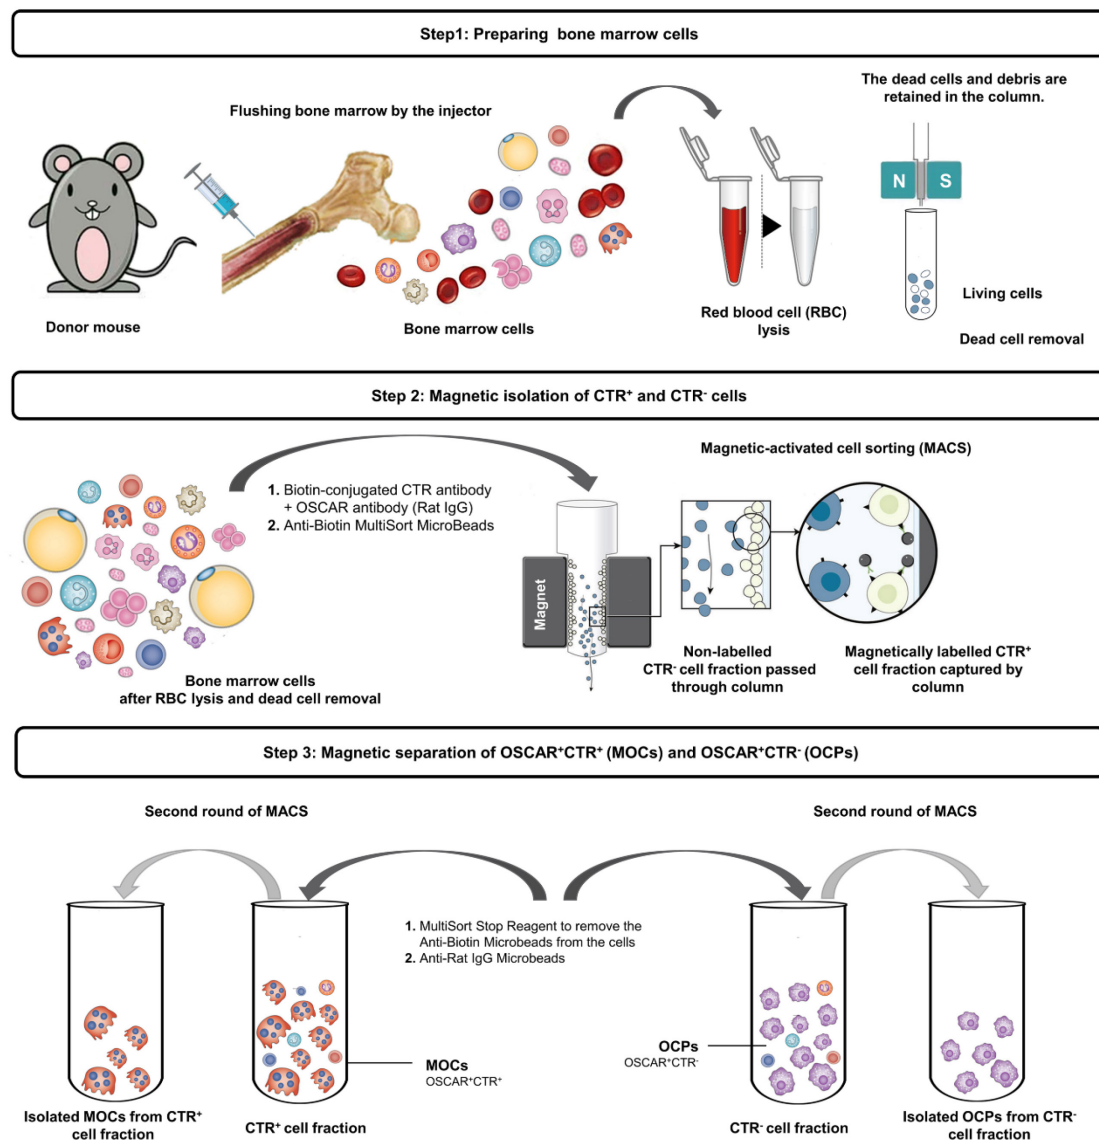 Step1: Preparing bone marrow cells
The dead cells and debris are
retained in the column.
Flushing bone marrow by the injector
N S
Living cells
Donor mouse
Bone marrow cells
Red blood cell (RBC)
lysis
Dead cell removal
Step 2: Magnetic isolation of CTR⁺ and CTR⁻ cells
Magnetic-activated cell sorting (MACS)
1. Biotin-conjugated CTR antibody
+ OSCAR antibody (Rat IgG)
2. Anti-Biotin MultiSort MicroBeads
Magnet
Bone marrow cells
after RBC lysis and dead cell removal
Non-labelled
CTR⁻ cell fraction passed
through column
Magnetically labelled CTR⁺
cell fraction captured by
column
Step 3: Magnetic separation of OSCAR⁺CTR⁺ (MOCs) and OSCAR⁺CTR⁻ (OCPs)
Second round of MACS
Second round of MACS
1. MultiSort Stop Reagent to remove the
Anti-Biotin Microbeads from the cells
2. Anti-Rat IgG Microbeads
MOCs
OSCAR⁺CTR⁺
OCPs
OSCAR⁺CTR⁻
Isolated MOCs from CTR⁺
cell fraction
CTR⁺ cell fraction
CTR⁻ cell fraction
Isolated OCPs from CTR⁻
cell fraction